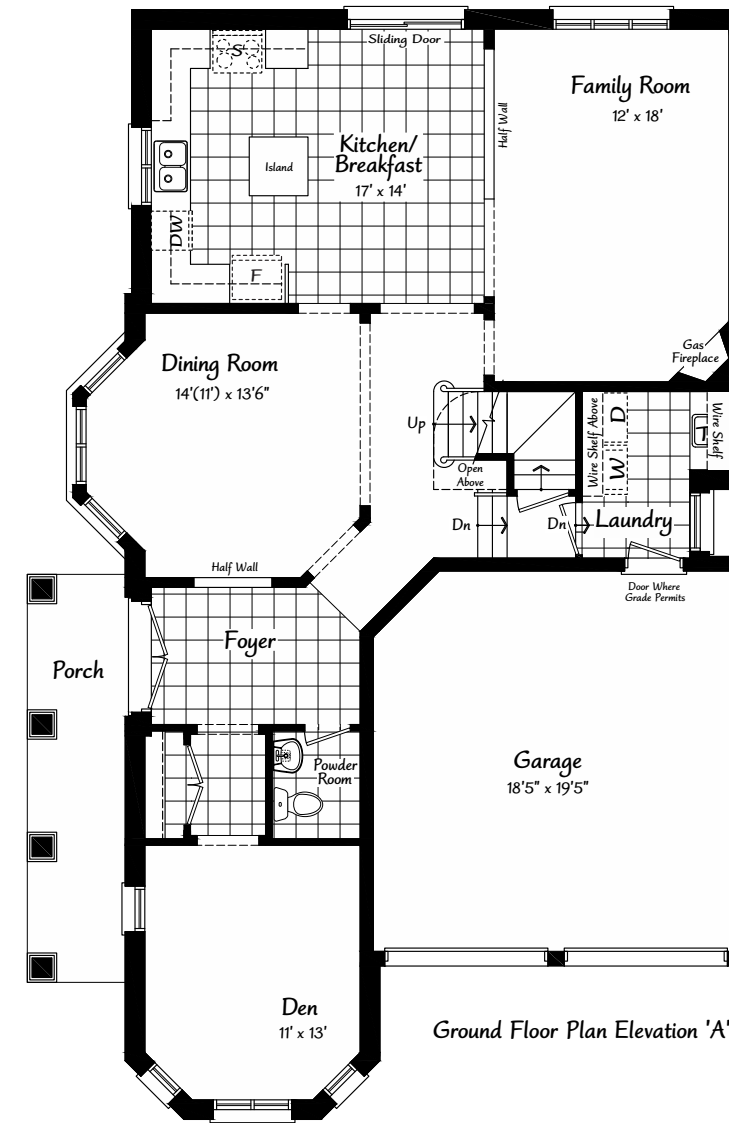 Sliding Door
S
Family Room
12' x 18'
Half Wall
Kitchen/
Breakfast
17' x 14'
Island
DW
F
Dining Room
14'(11') x 13'6"
Gas
Fireplace
Up
Open
Above
Wire Shelf Above
D
W
Wire Shelf
Dn
Dn
Laundry
Half Wall
Door Where
Grade Permits
Foyer
Porch
Powder
Room
Garage
18'5" x 19'5"
Den
11' x 13'
Ground Floor Plan Elevation 'A'